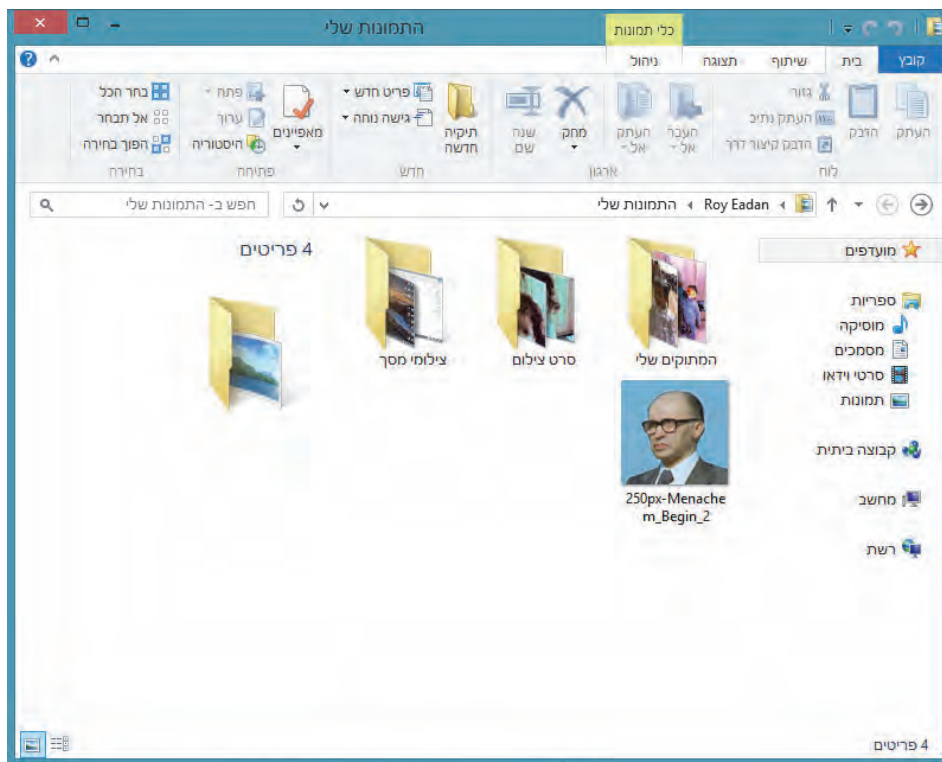 כלי תמונות
התמונות שלי
קובץ
בית
שיתוף
תצוגה
ניהול
העתק
הדבק
גזור
העתק נתיב
הדבק קיצור דרך
לוח
העבר
אל
העתק
אל
מחק
שנה
שם
ארגון
תיקיה
חדשה
פריט חדש
גישה נוחה
חדש
מאפיינים
פתח
ערוך
היסטוריה
פתיחה
בחר הכל
אל תבחר
הפוך בחירה
בחירה
Roy Eadan
התמונות שלי
חפש ב- התמונות שלי
מועדפים
ספריות
מוסיקה
מסמכים
סרטי וידאו
תמונות
קבוצה ביתית
מחשב
רשת
המתוקים שלי
סרט צילום
צילומי מסך
4 פריטים
250px-Menache
m_Begin_2
4 פריטים